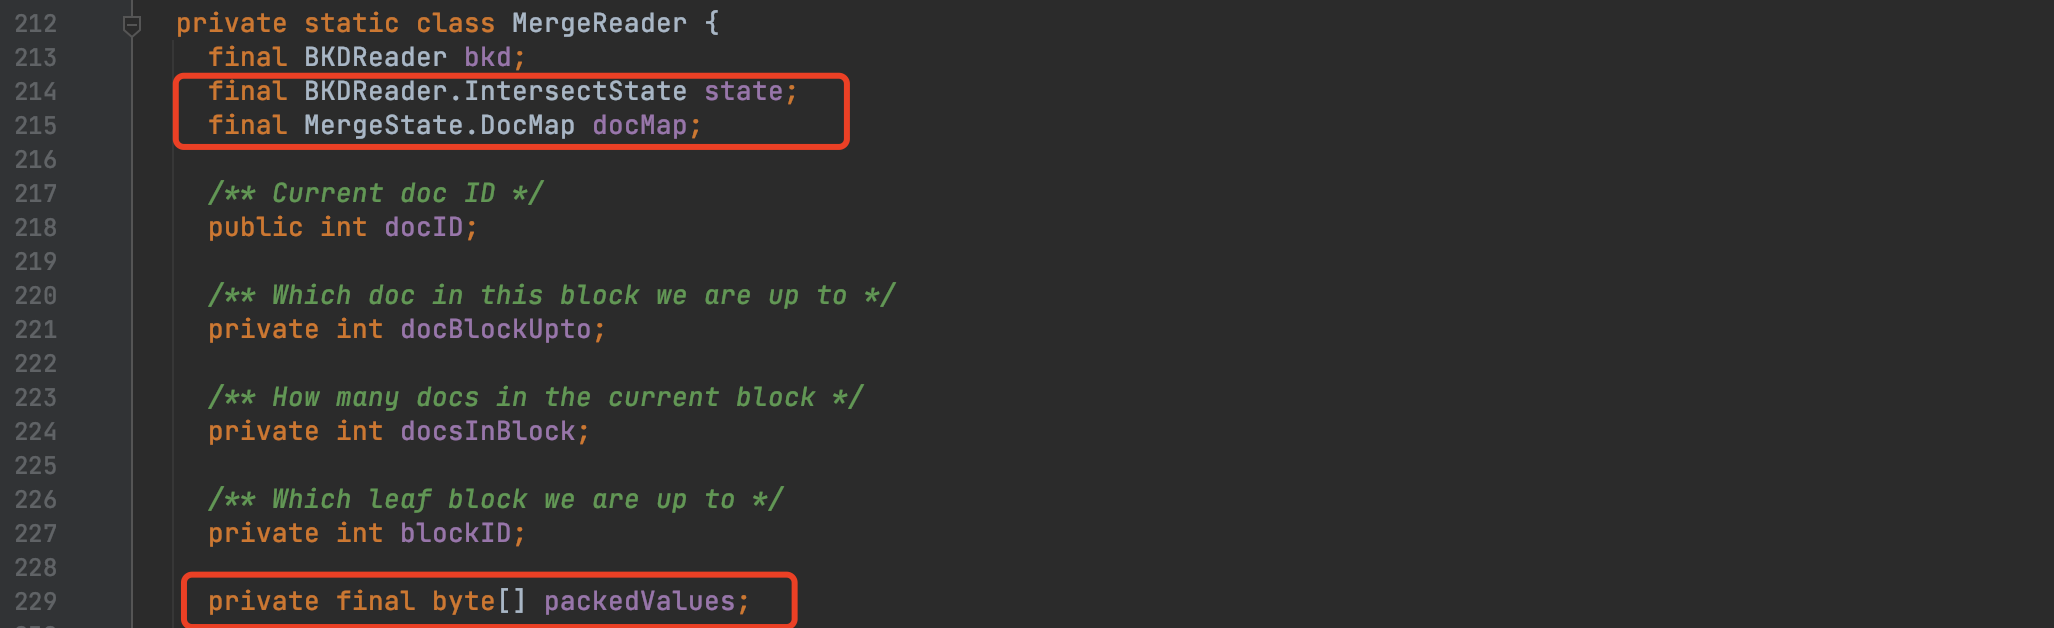 212 private static class MergeReader {
213 final BKDReader bkd;
214 final BKDReader.IntersectState state;
215 final MergeState.DocMap docMap;
216
217 /** Current doc ID */
218 public int docID;
219
220 /** Which doc in this block we are up to */
221 private int docBlockUpto;
222
223 /** How many docs in the current block */
224 private int docsInBlock;
225
226 /** Which leaf block we are up to */
227 private int blockID;
228
229 private final byte[] packedValues;